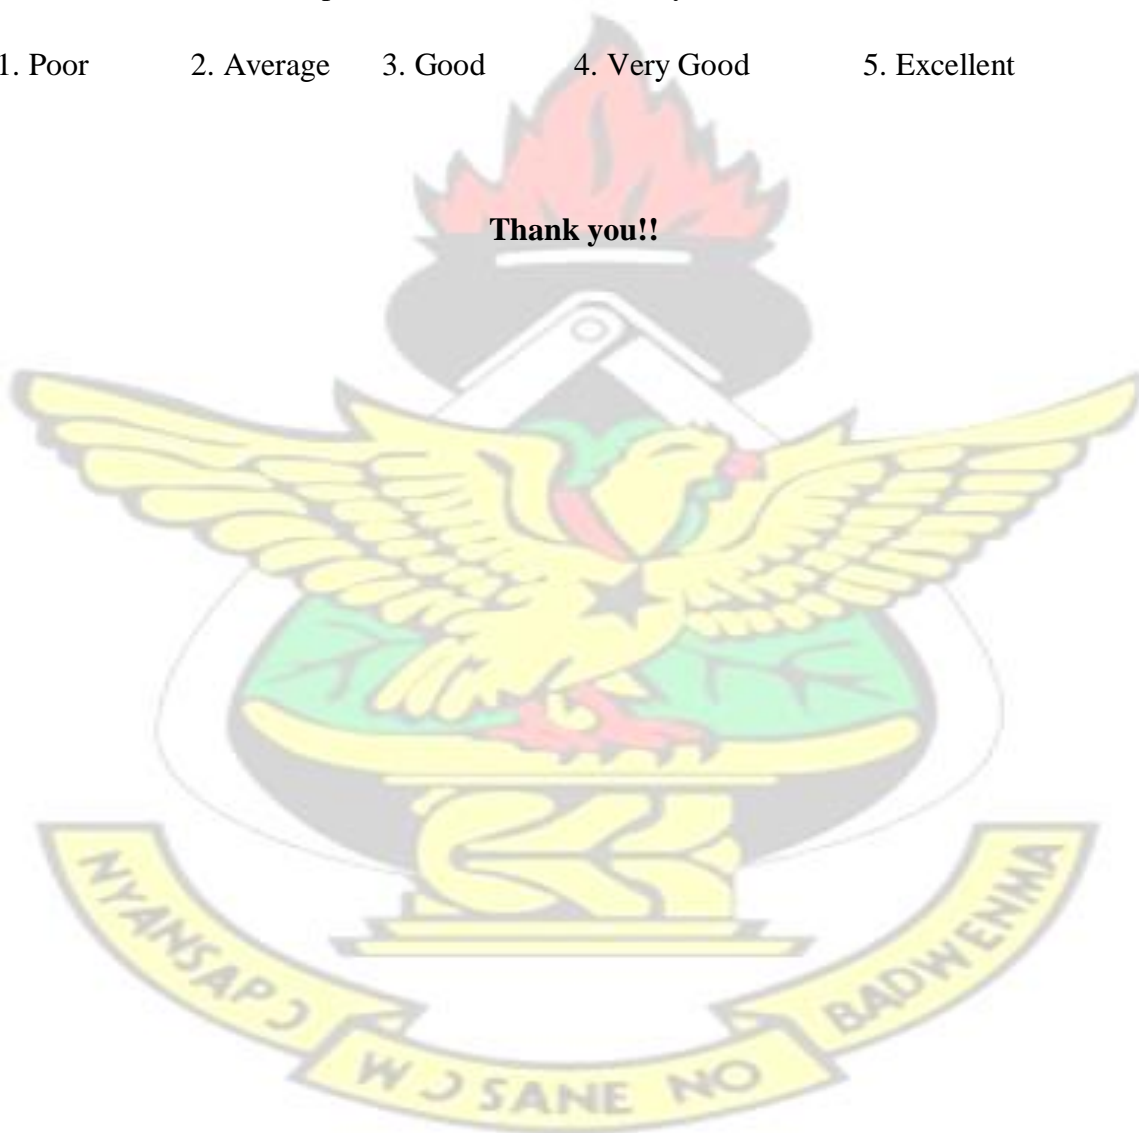 1. Poor 2. Average 3. Good 4. Very Good 5. Excellent
Thank you!!
NYANSAPƆ WƆSANE NO BADWENMA